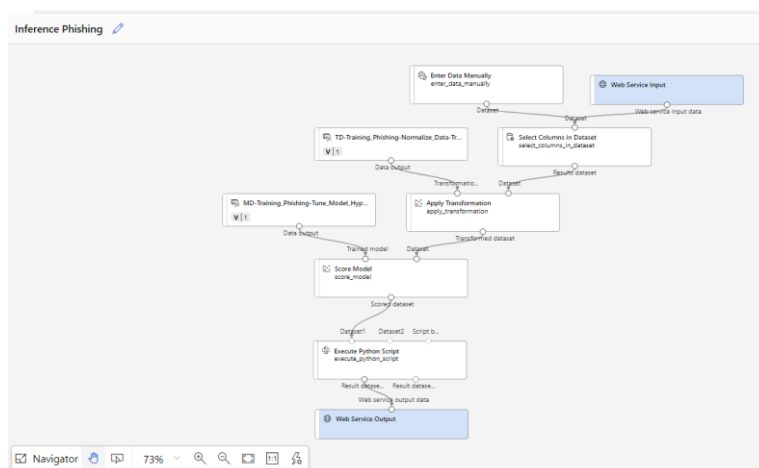 Inference Phishing
Enter Data Manually
enter_data_manually
Dataset
Web Service Input
Web service input data
Dataset
TD-Training_Phishing-Normalize_Data-Tr...
V 1
Data output
Select Columns in Dataset
select_columns_in_dataset
Results dataset
Transformatio...
Dataset
MD-Training_Phishing-Tune_Model_Hyp...
V 1
Data output
Apply Transformation
apply_transformation
Transformed dataset
Trained model
Dataset
Score Model
score_model
Scored dataset
Dataset1
Dataset2
Script b...
Execute Python Script
execute_python_script
Result datase...
Result datase...
Web service output data
Web Service Output
Navigator
73%
1:1